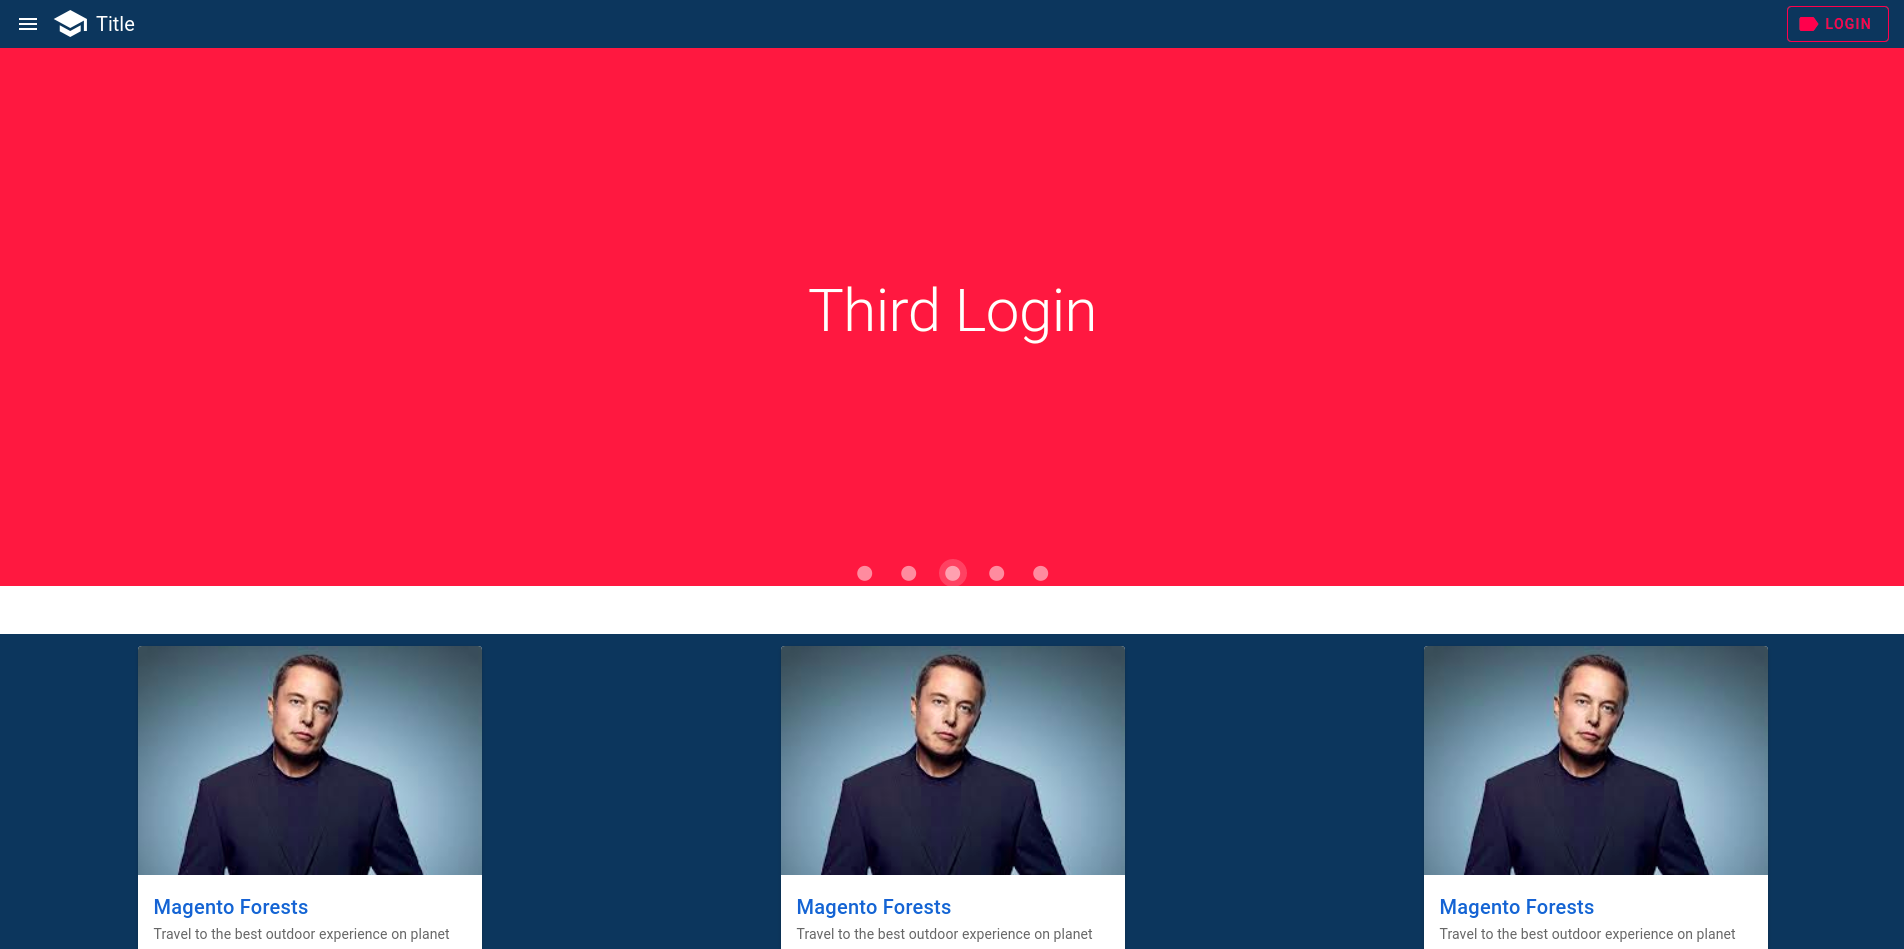 Title
LOGIN
Third Login
Magento Forests
Travel to the best outdoor experience on planet
Magento Forests
Travel to the best outdoor experience on planet
Magento Forests
Travel to the best outdoor experience on planet